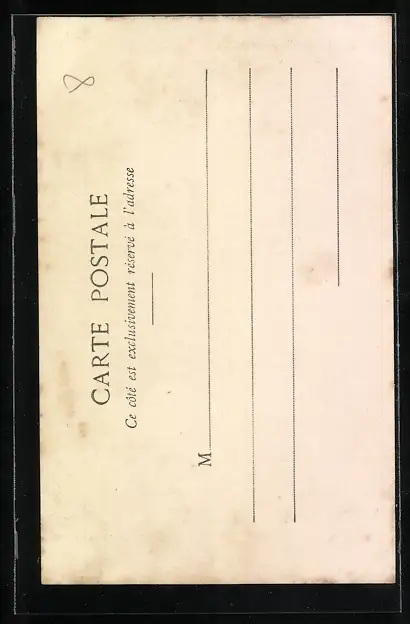 8
CARTE POSTALE
Ce côté est exclusivement réservé à l'adresse
M